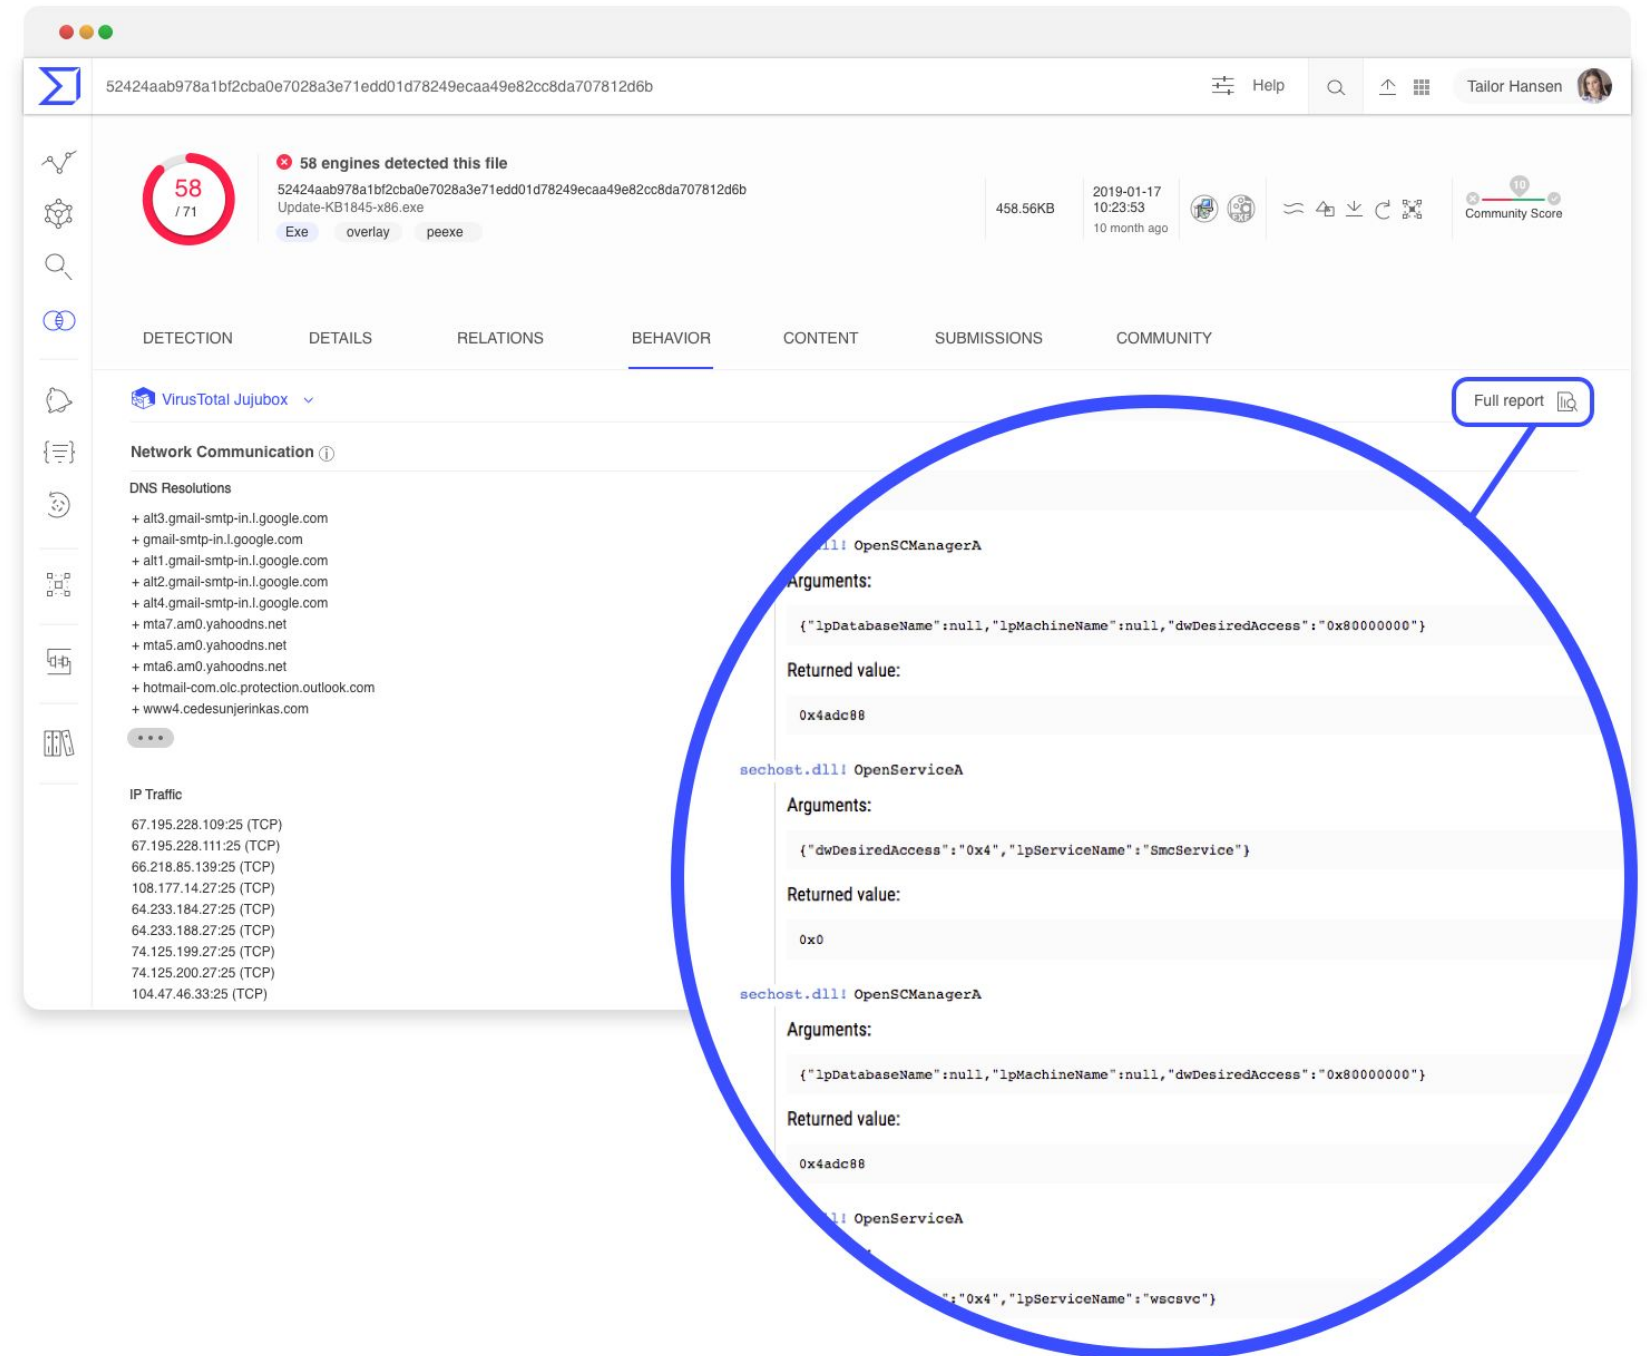 52424aab978a1bf2cba0e7028a3e71edd01d78249ecaa49e82cc8da707812d6b
Help
Tailor Hansen
58
/ 71
58 engines detected this file
52424aab978a1bf2cba0e7028a3e71edd01d78249ecaa49e82cc8da707812d6b
Update-KB1845-x86.exe
Exe overlay peexe
458.56KB
2019-01-17
10:23:53
10 month ago
EXE
10
Community Score
DETECTION DETAILS RELATIONS BEHAVIOR CONTENT SUBMISSIONS COMMUNITY
VirusTotal Jujubox
Full report
Network Communication
DNS Resolutions
+ alt3.gmail-smtp-in.l.google.com
+ gmail-smtp-in.l.google.com
+ alt1.gmail-smtp-in.l.google.com
+ alt2.gmail-smtp-in.l.google.com
+ alt4.gmail-smtp-in.l.google.com
+ mta7.am0.yahoodns.net
+ mta5.am0.yahoodns.net
+ mta6.am0.yahoodns.net
+ hotmail-com.olc.protection.outlook.com
+ www4.cedesunjerinkas.com
IP Traffic
67.195.228.109:25 (TCP)
67.195.228.111:25 (TCP)
66.218.85.139:25 (TCP)
108.177.14.27:25 (TCP)
64.233.184.27:25 (TCP)
64.233.188.27:25 (TCP)
74.125.199.27:25 (TCP)
74.125.200.27:25 (TCP)
104.47.46.33:25 (TCP)
ll! OpenSCManagerA
Arguments:
{"lpDatabaseName":null,"lpMachineName":null,"dwDesiredAccess":"0x80000000"}
Returned value:
0x4adc88
sechost.dll! OpenServiceA
Arguments:
{"dwDesiredAccess":"0x4","lpServiceName":"SmcService"}
Returned value:
0x0
sechost.dll! OpenSCManagerA
Arguments:
{"lpDatabaseName":null,"lpMachineName":null,"dwDesiredAccess":"0x80000000"}
Returned value:
0x4adc88
l! OpenServiceA
":"0x4","lpServiceName":"wscsvc"}